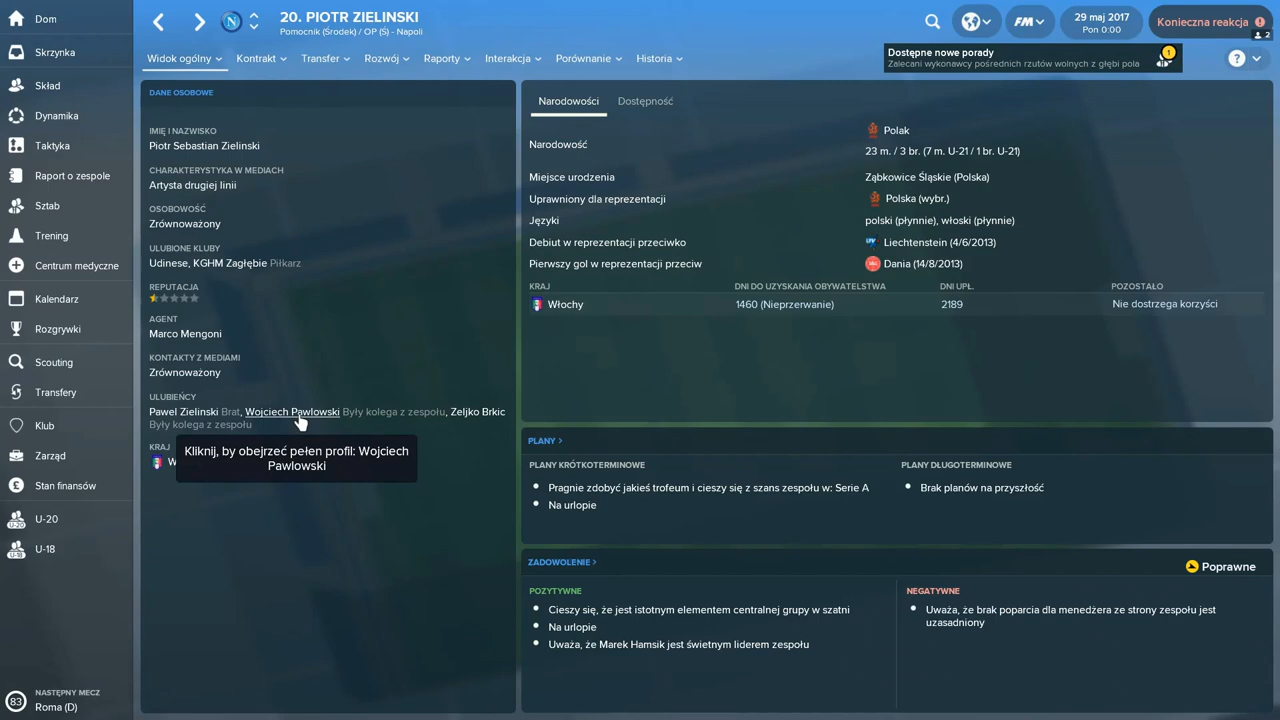 Dom
Skrzynka
Skład
Dynamika
Taktyka
Raport o zespole
Sztab
Trening
Centrum medyczne
Kalendarz
Rozgrywki
Scouting
Transfery
Klub
Zarząd
Stan finansów
U-20
U-18
83
NASTĘPNY MECZ
Roma (D)
20. PIOTR ZIELINSKI
Pomocnik (Środek) / OP (Ś) - Napoli
FM
29 maj 2017
Pon 0:00
Konieczna reakcja
2
Widok ogólny
Kontrakt
Transfer
Rozwój
Raporty
Interakcja
Porównanie
Historia
Dostępne nowe porady
Zalecani wykonawcy pośrednich rzutów wolnych z głębi pola
1
?
DANE OSOBOWE
IMIĘ I NAZWISKO
Piotr Sebastian Zielinski
CHARAKTERYSTYKA W MEDIACH
Artysta drugiej linii
OSOBOWOŚĆ
Zrównoważony
ULUBIONE KLUBY
Udinese, KGHM Zagłębie Piłkarz
REPUTACJA
AGENT
Marco Mengoni
KONTAKTY Z MEDIAMI
Zrównoważony
ULUBIEŃCY
Pawel Zielinski Brat, Wojciech Pawlowski Były kolega z zespołu, Zeljko Brkic
Były kolega z zespołu
KRAJ
W
Kliknij, by obejrzeć pełen profil: Wojciech
Pawlowski
Narodowości
Dostępność
Narodowość
Polak
23 m. / 3 br. (7 m. U-21 / 1 br. U-21)
Miejsce urodzenia
Ząbkowice Śląskie (Polska)
Uprawniony dla reprezentacji
Polska (wybr.)
Języki
polski (płynnie), włoski (płynnie)
Debiut w reprezentacji przeciwko
Liechtenstein (4/6/2013)
Pierwszy gol w reprezentacji przeciw
Dania (14/8/2013)
KRAJ
DNI DO UZYSKANIA OBYWATELSTWA
DNI UPŁ.
POZOSTAŁO
Włochy
1460 (Nieprzerwanie)
2189
Nie dostrzega korzyści
PLANY >
PLANY KRÓTKOTERMINOWE
Pragnie zdobyć jakieś trofeum i cieszy się z szans zespołu w: Serie A
Na urlopie
PLANY DŁUGOTERMINOWE
Brak planów na przyszłość
ZADOWOLENIE >
Poprawne
POZYTYWNE
Cieszy się, że jest istotnym elementem centralnej grupy w szatni
Na urlopie
Uważa, że Marek Hamsik jest świetnym liderem zespołu
NEGATYWNE
Uważa, że brak poparcia dla menedżera ze strony zespołu jest
uzasadniony